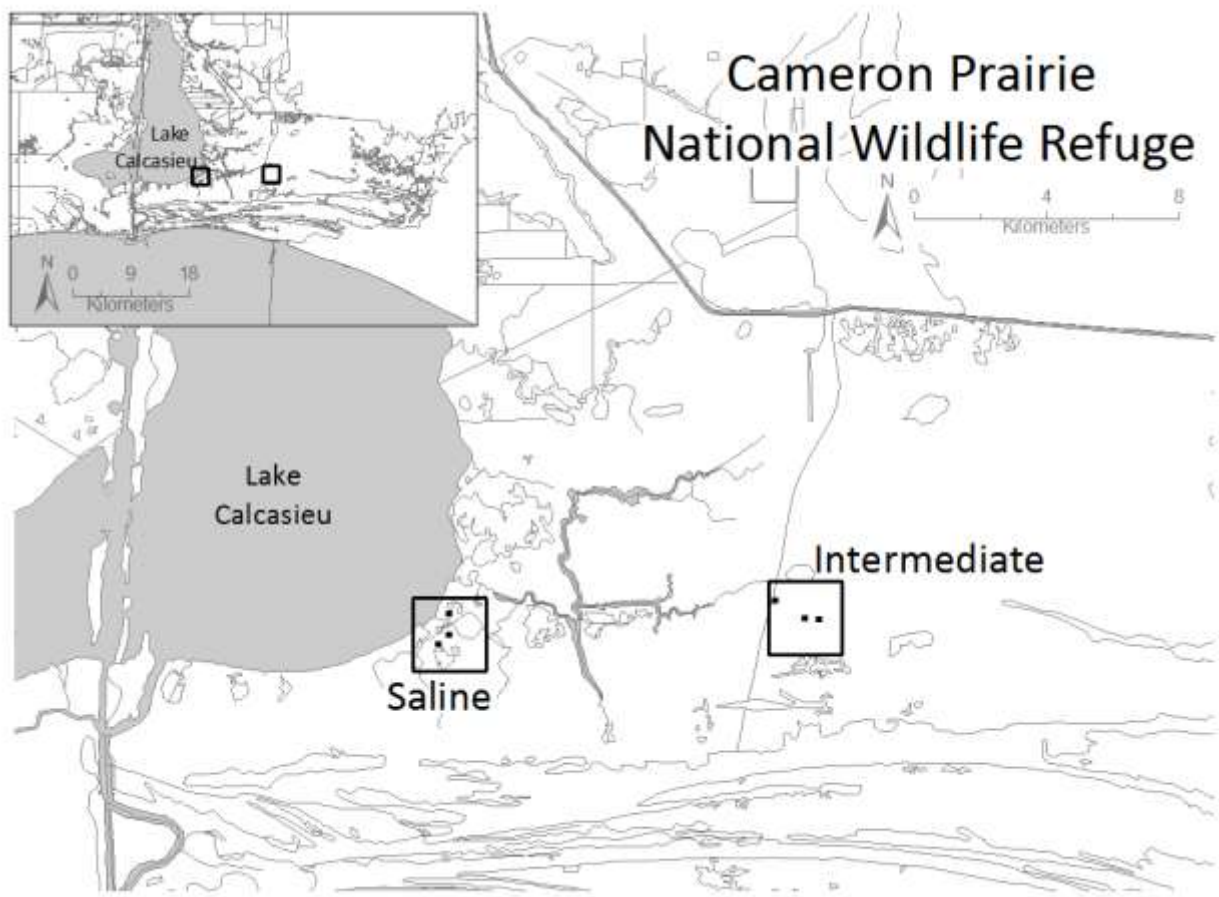 Cameron Prairie
National Wildlife Refuge
N
0 4 8
Kilometers
Lake
Calcasieu
N
0 9 18
Kilometers
Lake
Calcasieu
Intermediate
Saline